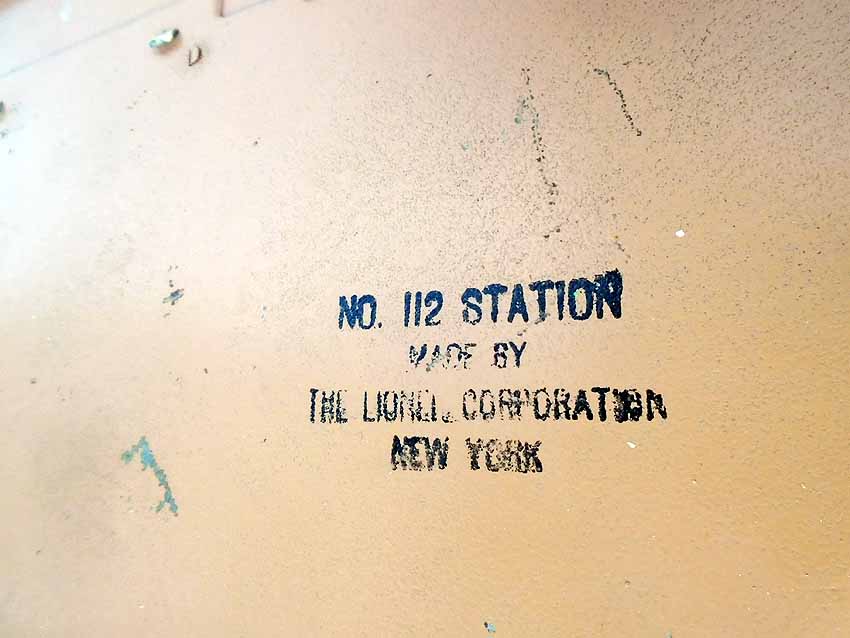 NO. 112 STATION
MADE BY
THE LIONEL CORPORATION
NEW YORK